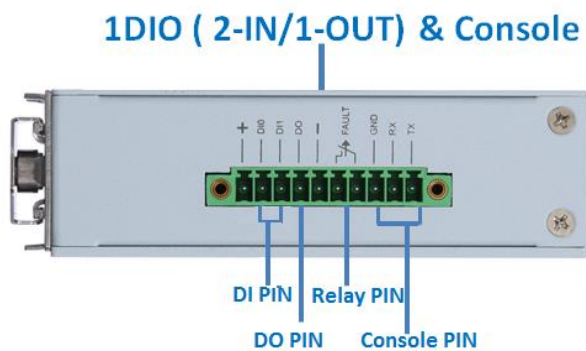 1DIO ( 2-IN/1-OUT) & Console
+ DI0 DI1 DO − FAULT GND RX TX
DI PIN Relay PIN
DO PIN Console PIN